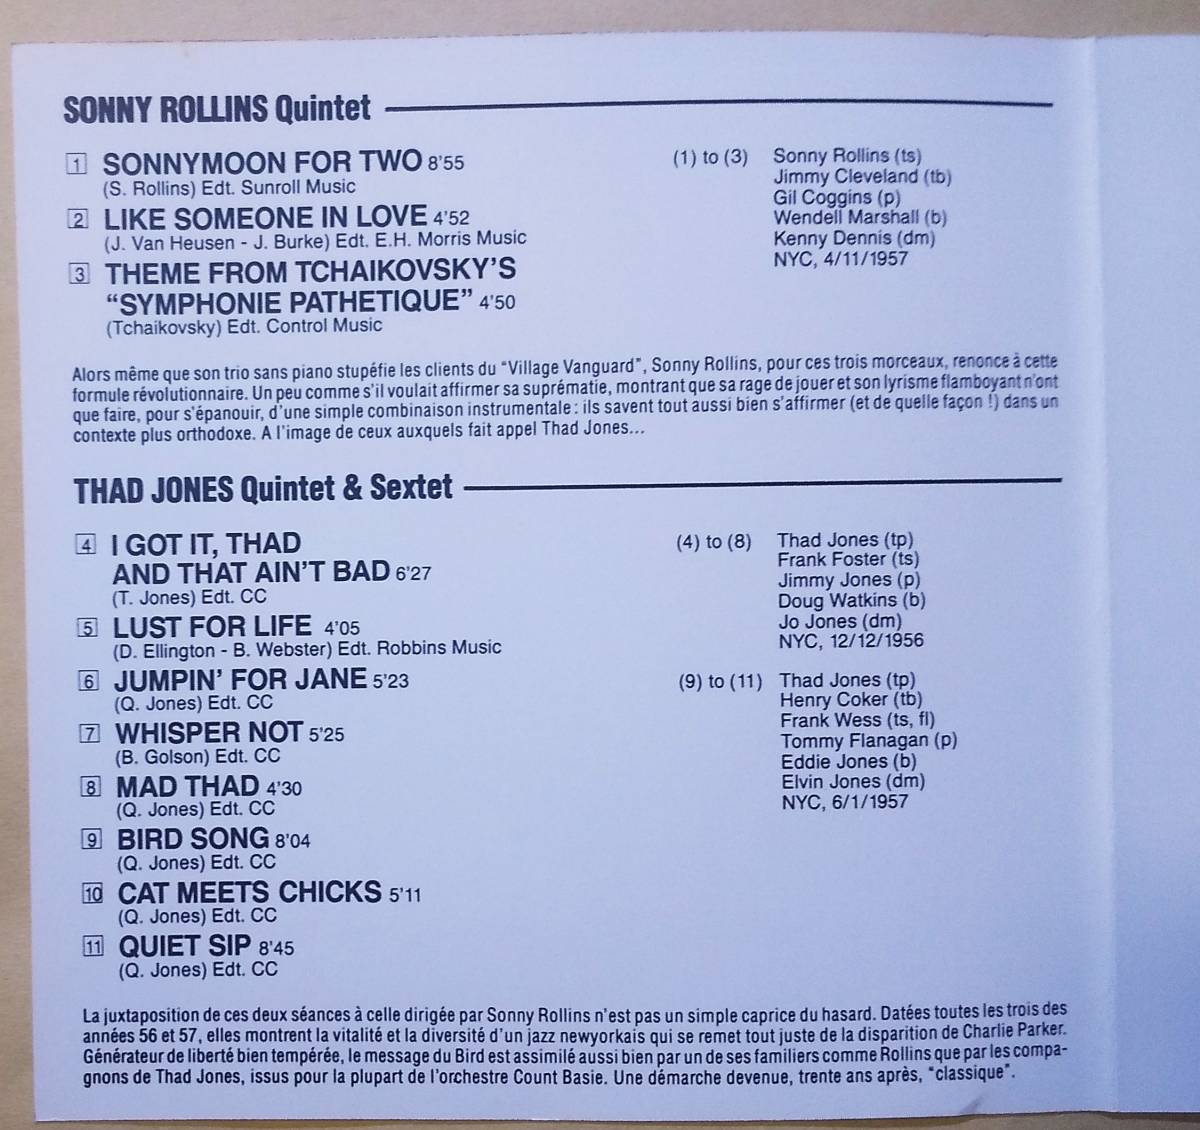 SONNY ROLLINS Quintet
1 SONNYMOON FOR TWO 8'55
(S. Rollins) Edt. Sunroll Music
2 LIKE SOMEONE IN LOVE 4'52
(J. Van Heusen - J. Burke) Edt. E.H. Morris Music
3 THEME FROM TCHAIKOVSKY'S
“SYMPHONIE PATHETIQUE” 4'50
(Tchaikovsky) Edt. Control Music
(1) to (3) Sonny Rollins (ts)
Jimmy Cleveland (tb)
Gil Coggins (p)
Wendell Marshall (b)
Kenny Dennis (dm)
NYC, 4/11/1957
Alors même que son trio sans piano stupéfie les clients du “Village Vanguard”, Sonny Rollins, pour ces trois morceaux, renonce à cette
formule révolutionnaire. Un peu comme s'il voulait affirmer sa suprématie, montrant que sa rage de jouer et son lyrisme flamboyant n'ont
que faire, pour s'épanouir, d'une simple combinaison instrumentale : ils savent tout aussi bien s'affirmer (et de quelle façon !) dans un
contexte plus orthodoxe. A l'image de ceux auxquels fait appel Thad Jones...
THAD JONES Quintet & Sextet
4 I GOT IT, THAD
AND THAT AIN'T BAD 6'27
(T. Jones) Edt. CC
5 LUST FOR LIFE 4'05
(D. Ellington - B. Webster) Edt. Robbins Music
6 JUMPIN' FOR JANE 5'23
(Q. Jones) Edt. CC
7 WHISPER NOT 5'25
(B. Golson) Edt. CC
8 MAD THAD 4'30
(Q. Jones) Edt. CC
9 BIRD SONG 8'04
(Q. Jones) Edt. CC
10 CAT MEETS CHICKS 5'11
(Q. Jones) Edt. CC
11 QUIET SIP 8'45
(Q. Jones) Edt. CC
(4) to (8) Thad Jones (tp)
Frank Foster (ts)
Jimmy Jones (p)
Doug Watkins (b)
Jo Jones (dm)
NYC, 12/12/1956
(9) to (11) Thad Jones (tp)
Henry Coker (tb)
Frank Wess (ts, fl)
Tommy Flanagan (p)
Eddie Jones (b)
Elvin Jones (dm)
NYC, 6/1/1957
La juxtaposition de ces deux séances à celle dirigée par Sonny Rollins n'est pas un simple caprice du hasard. Datées toutes les trois des
années 56 et 57, elles montrent la vitalité et la diversité d'un jazz newyorkais qui se remet tout juste de la disparition de Charlie Parker.
Générateur de liberté bien tempérée, le message du Bird est assimilé aussi bien par un de ses familiers comme Rollins que par les compa-
gnons de Thad Jones, issus pour la plupart de l'orchestre Count Basie. Une démarche devenue, trente ans après, “classique”.